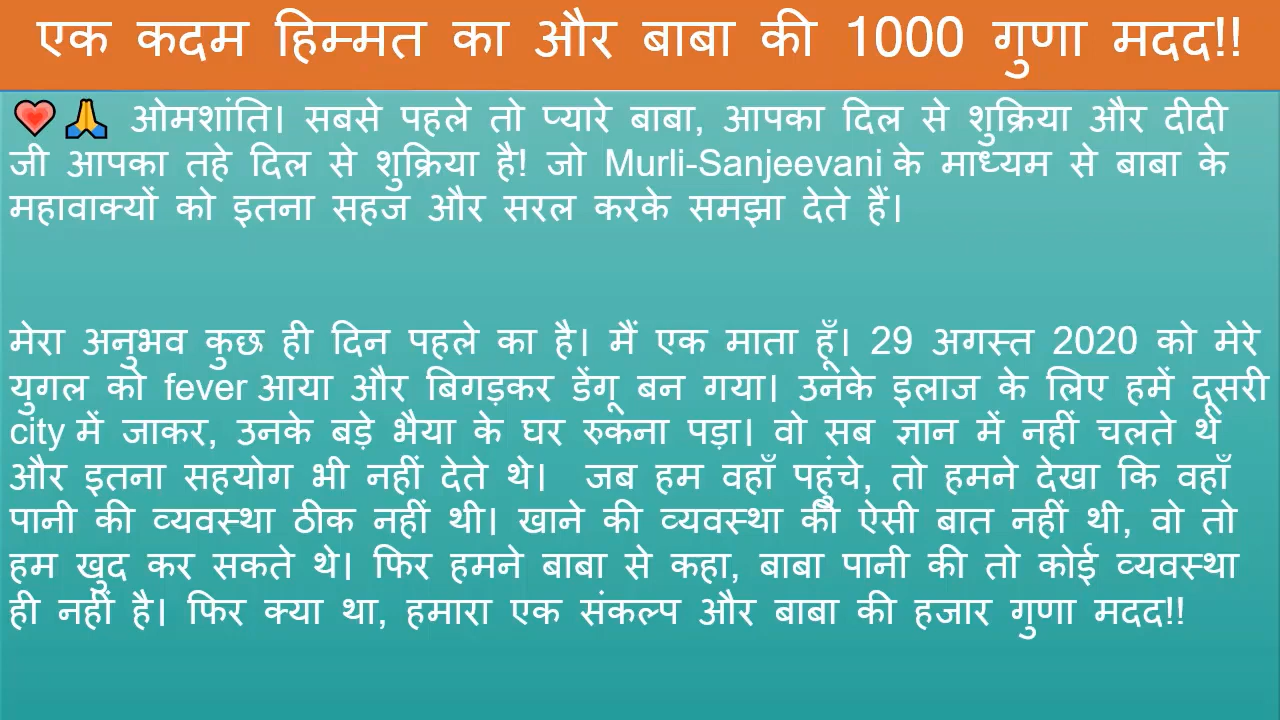 एक कदम हिम्मत का और बाबा की 1000 गुणा मदद!!
❤️🙏 ओमशांति। सबसे पहले तो प्यारे बाबा, आपका दिल से शुक्रिया और दीदी
जी आपका तहे दिल से शुक्रिया है! जो Murli-Sanjeevani के माध्यम से बाबा के
महावाक्यों को इतना सहज और सरल करके समझा देते हैं।
मेरा अनुभव कुछ ही दिन पहले का है। मैं एक माता हूँ। 29 अगस्त 2020 को मेरे
युगल को fever आया और बिगड़कर डेंगू बन गया। उनके इलाज के लिए हमें दूसरी
city में जाकर, उनके बड़े भैया के घर रुकना पड़ा। वो सब ज्ञान में नहीं चलते थे
और इतना सहयोग भी नहीं देते थे। जब हम वहाँ पहुंचे, तो हमने देखा कि वहाँ
पानी की व्यवस्था ठीक नहीं थी। खाने की व्यवस्था की ऐसी बात नहीं थी, वो तो
हम खुद कर सकते थे। फिर हमने बाबा से कहा, बाबा पानी की तो कोई व्यवस्था
ही नहीं है। फिर क्या था, हमारा एक संकल्प और बाबा की हजार गुणा मदद!!